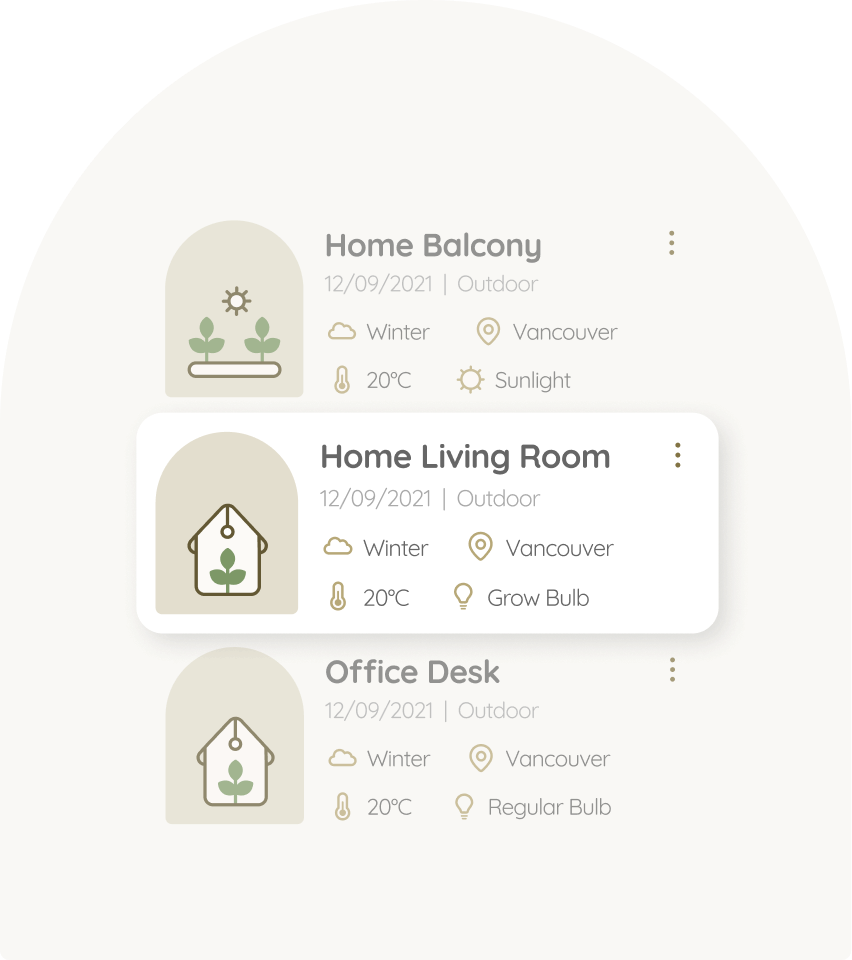 Home Balcony
12/09/2021 | Outdoor
Winter Vancouver
20°C Sunlight
Home Living Room
12/09/2021 | Outdoor
Winter Vancouver
20°C Grow Bulb
Office Desk
12/09/2021 | Outdoor
Winter Vancouver
20°C Regular Bulb